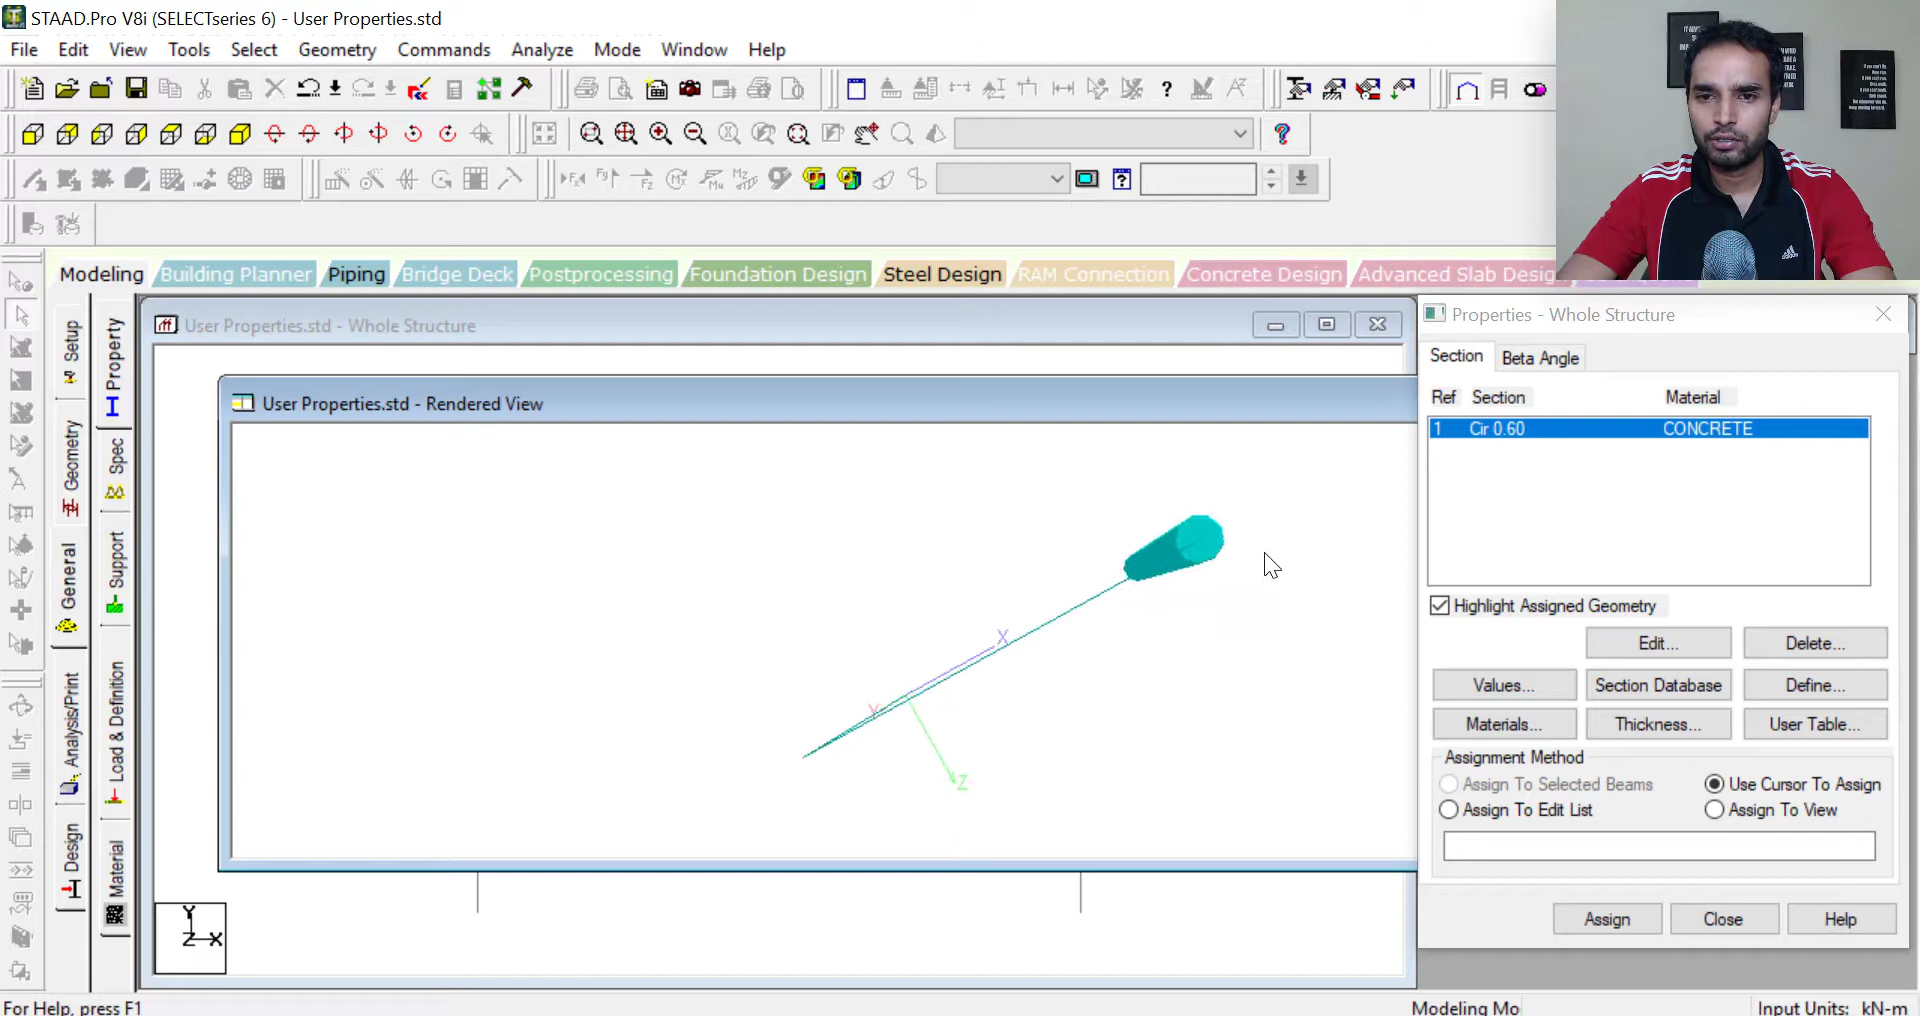 STAAD.Pro V8i (SELECTseries 6) - User Properties.std
File Edit View Tools Select Geometry Commands Analyze Mode Window Help
Modeling Building Planner Piping Bridge Deck Postprocessing Foundation Design Steel Design RAM Connection Concrete Design Advanced Slab Desig
Setup
Geometry
General
Analysis/Print
Design
Property
Spec
Support
Load & Definition
Material
User Properties.std - Whole Structure
User Properties.std - Rendered View
X
Y
Z
Y
Z X
Properties - Whole Structure
Section Beta Angle
Ref Section Material
1 Cir 0.60 CONCRETE
Highlight Assigned Geometry
Edit... Delete...
Values... Section Database Define...
Materials... Thickness... User Table...
Assignment Method
Assign To Selected Beams Use Cursor To Assign
Assign To Edit List Assign To View
Assign Close Help
For Help, press F1 Modeling Mo Input Units: kN-m